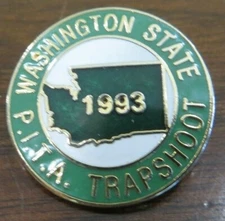 WASHINGTON STATE
1993
P.I.T.A. TRAPSHOOT